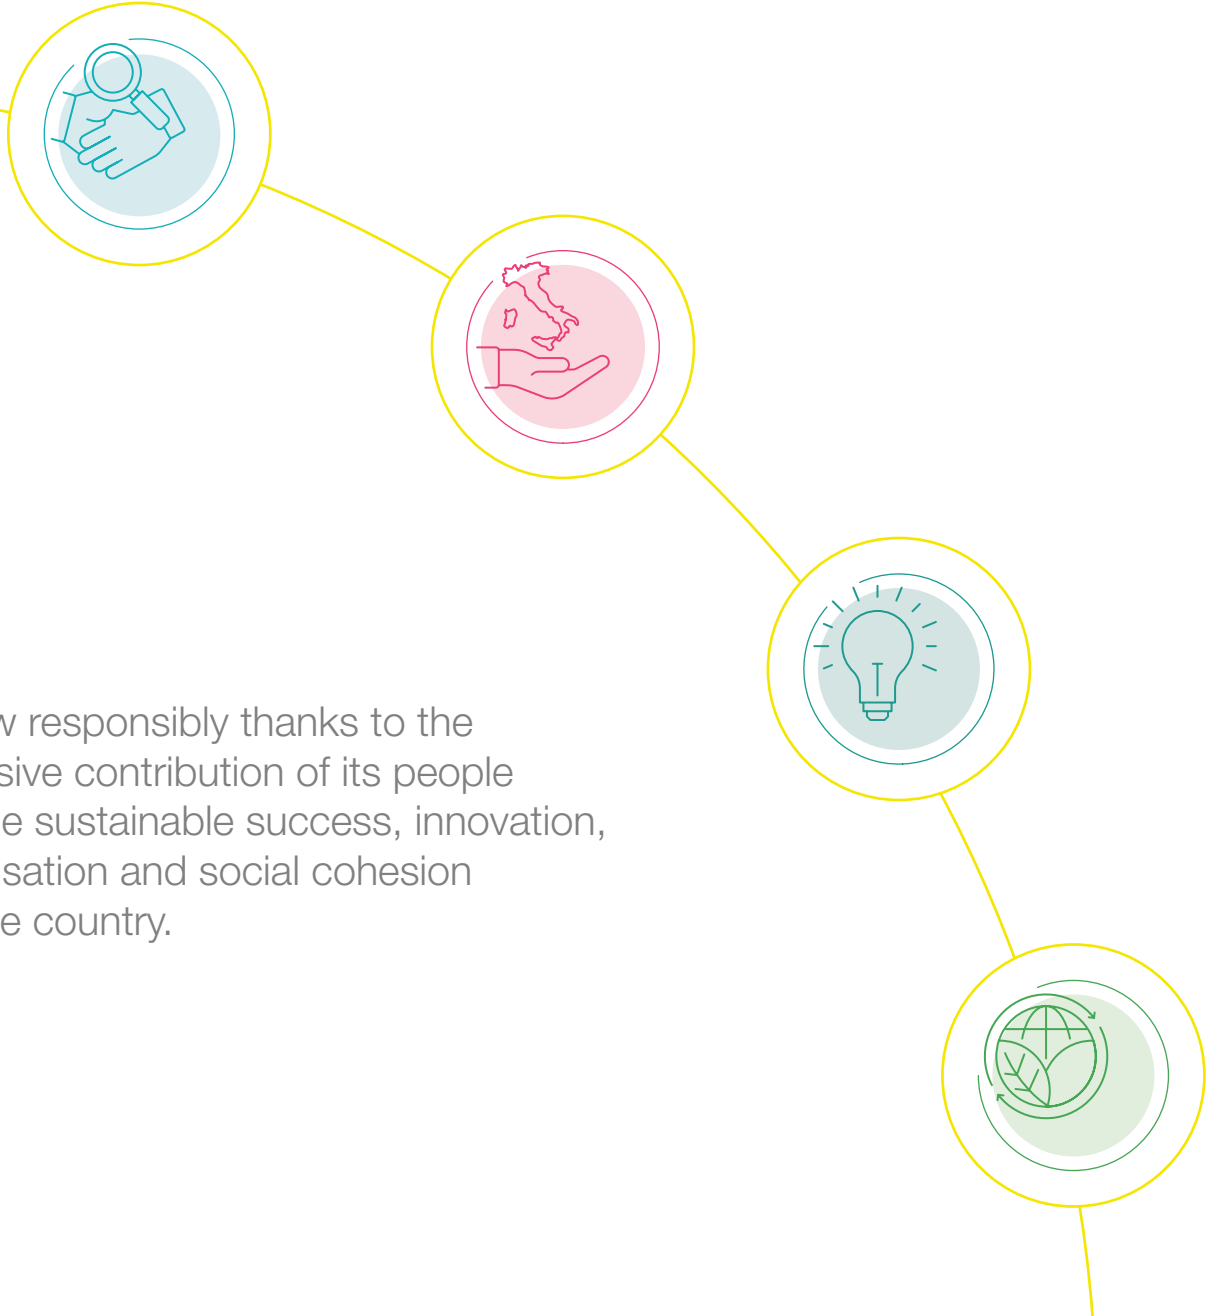 w responsibly thanks to the
sive contribution of its people
e sustainable success, innovation,
sation and social cohesion
e country.